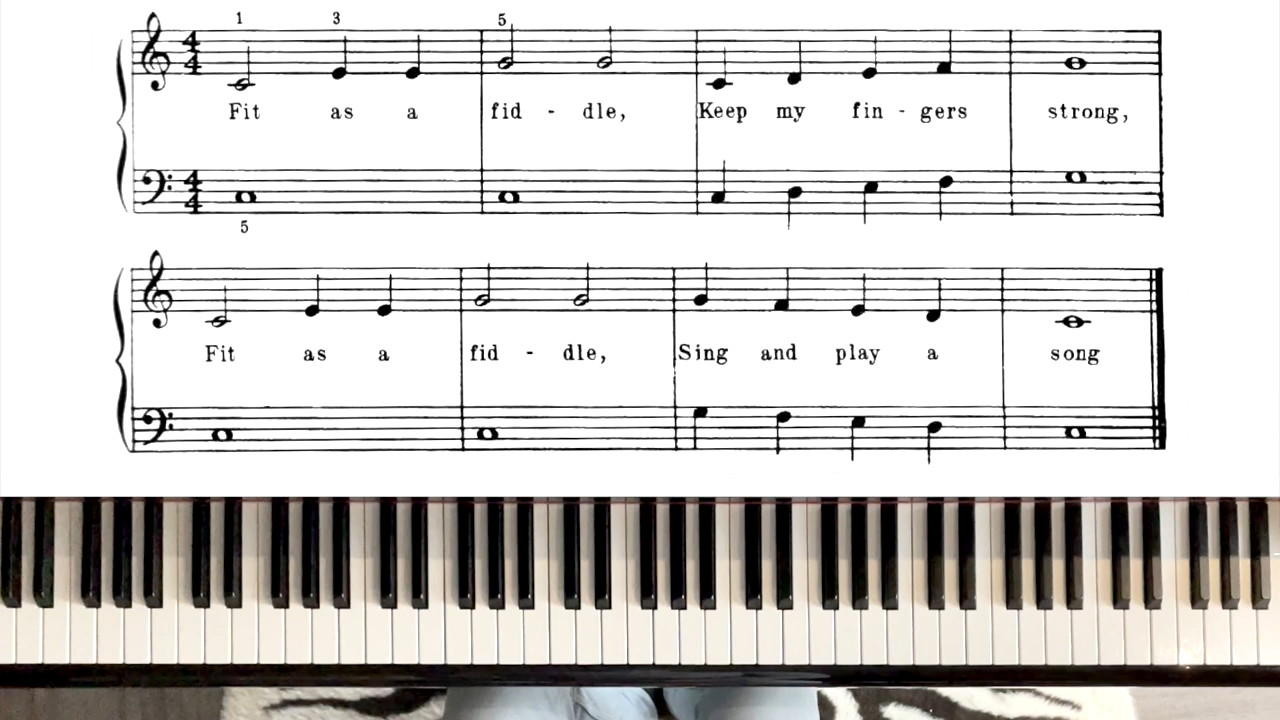 1 3 5
4 4
Fit as a fid - dle, Keep my fin - gers strong,
4 4
5
Fit as a fid - dle, Sing and play a song